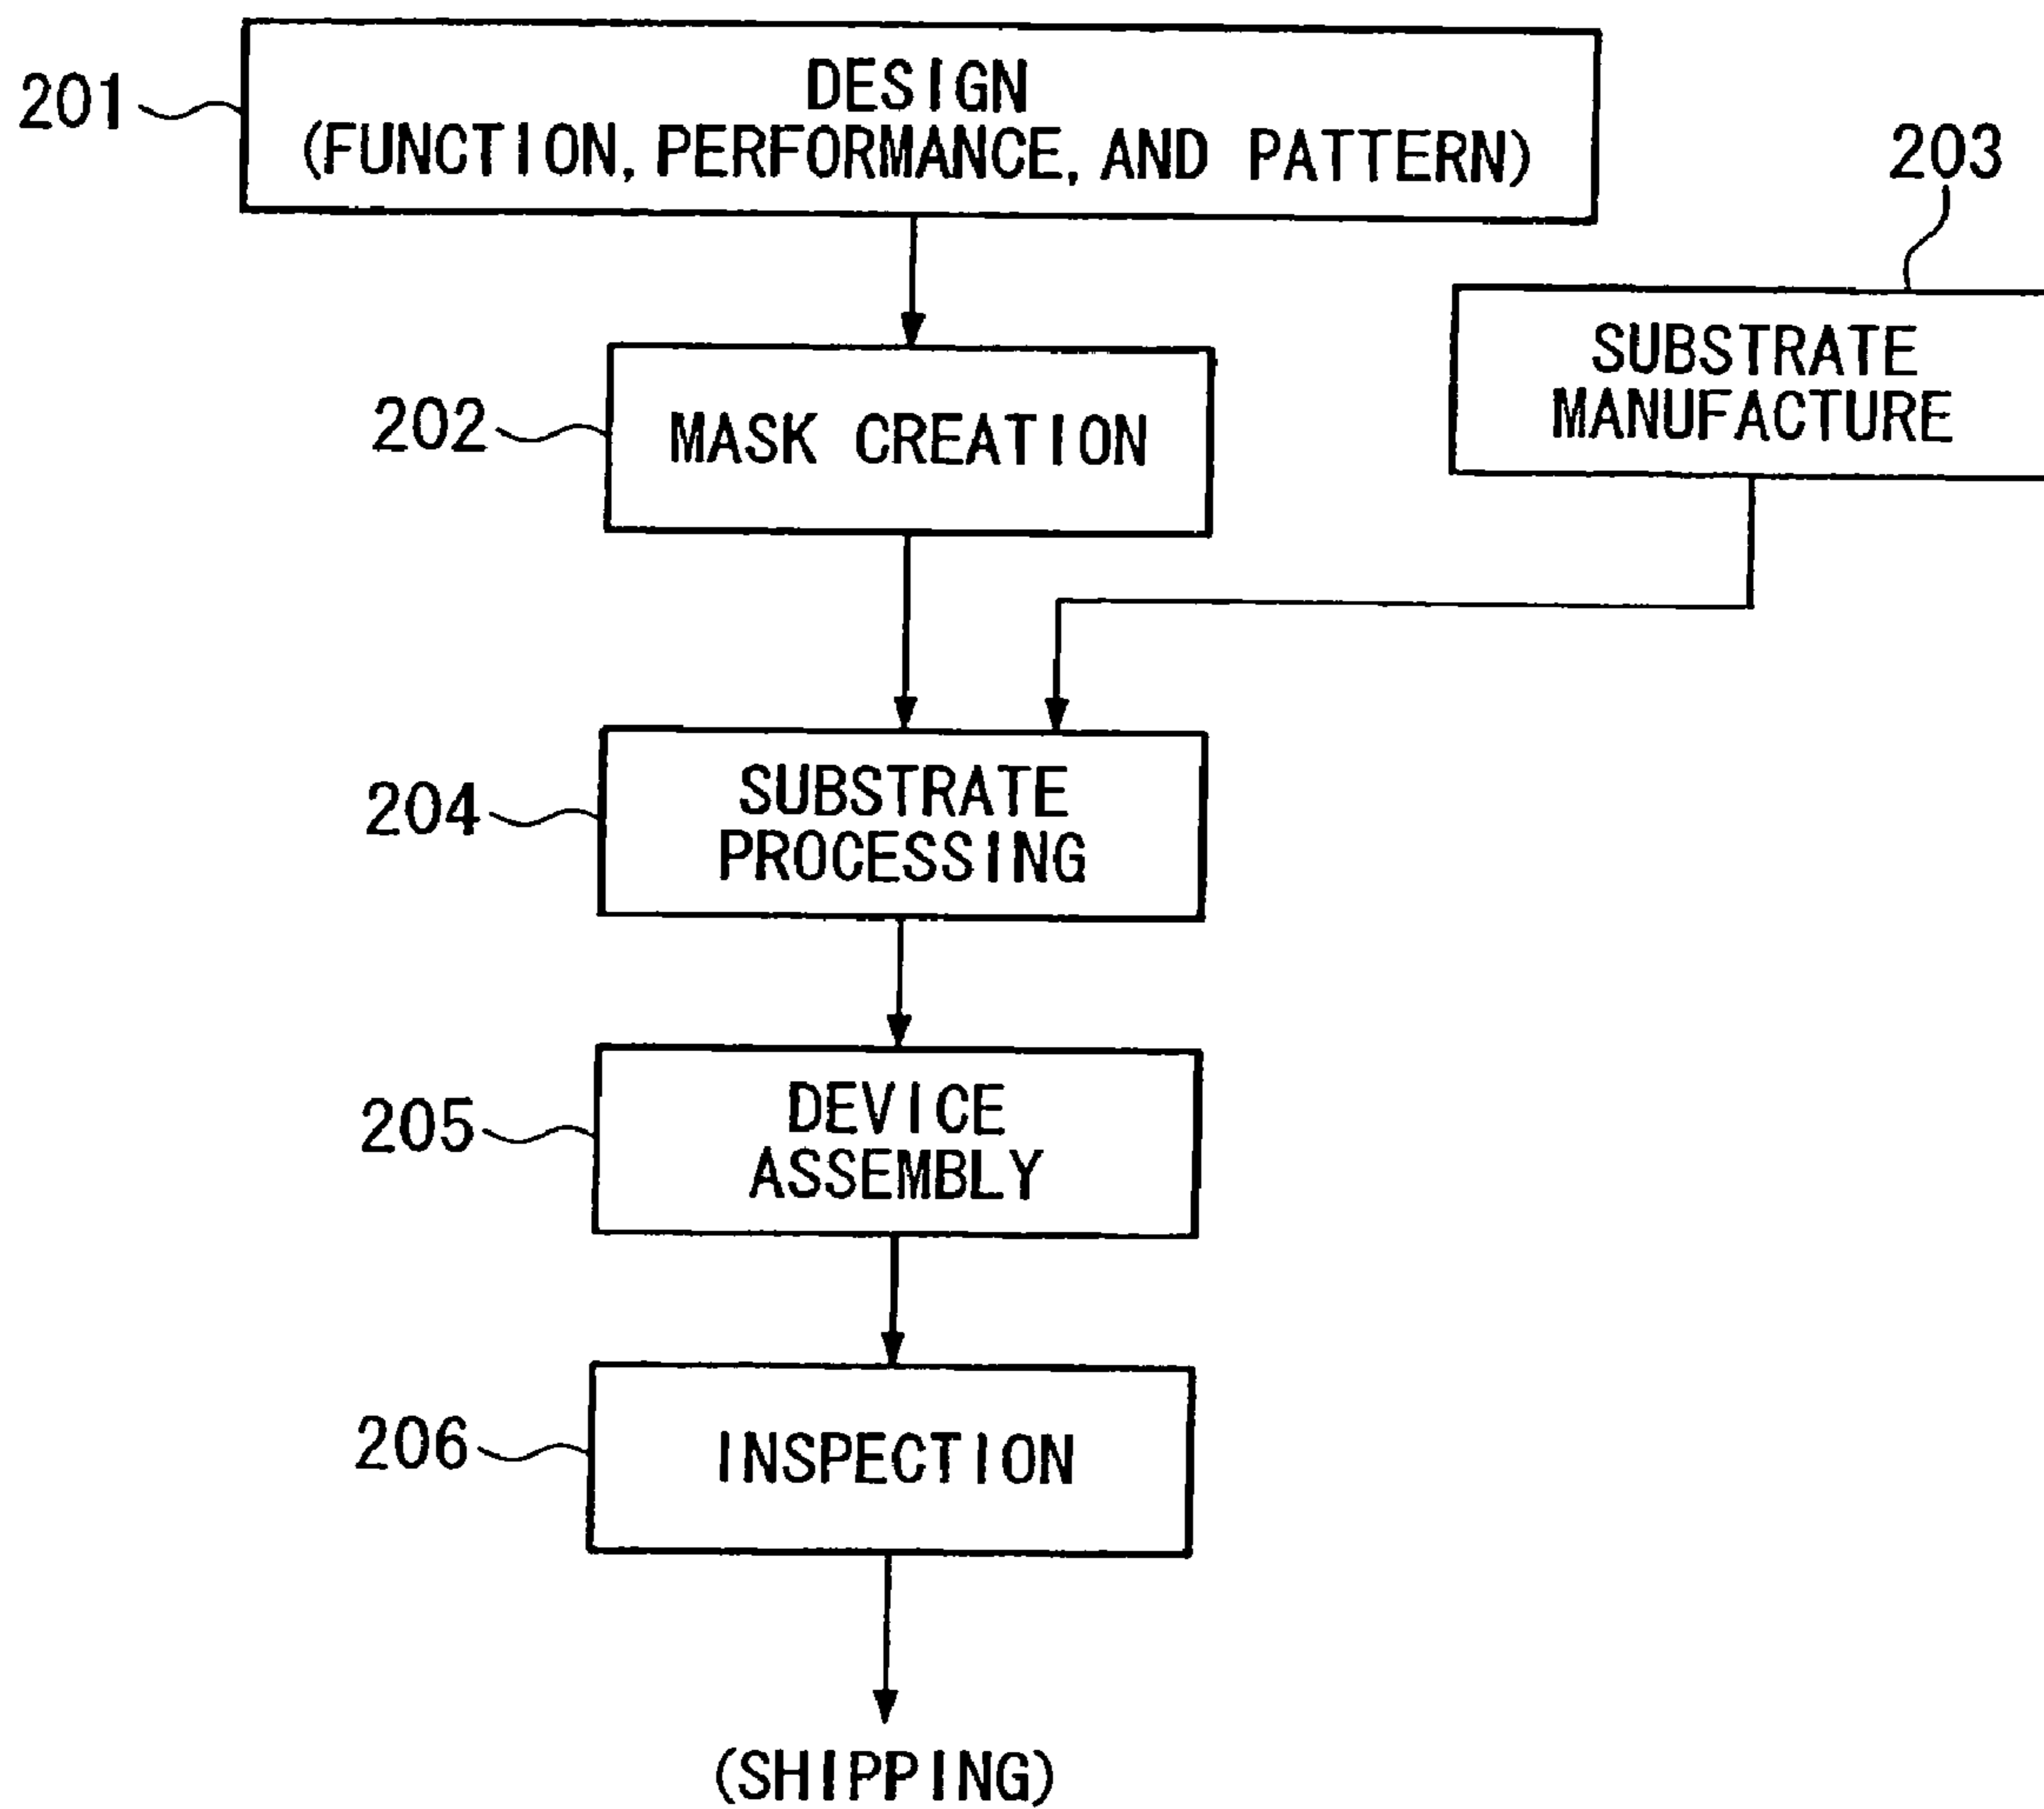 201
DESIGN
(FUNCTION, PERFORMANCE, AND PATTERN)
203
SUBSTRATE
MANUFACTURE
202
MASK CREATION
204
SUBSTRATE
PROCESSING
205
DEVICE
ASSEMBLY
206
INSPECTION
(SHIPPING)